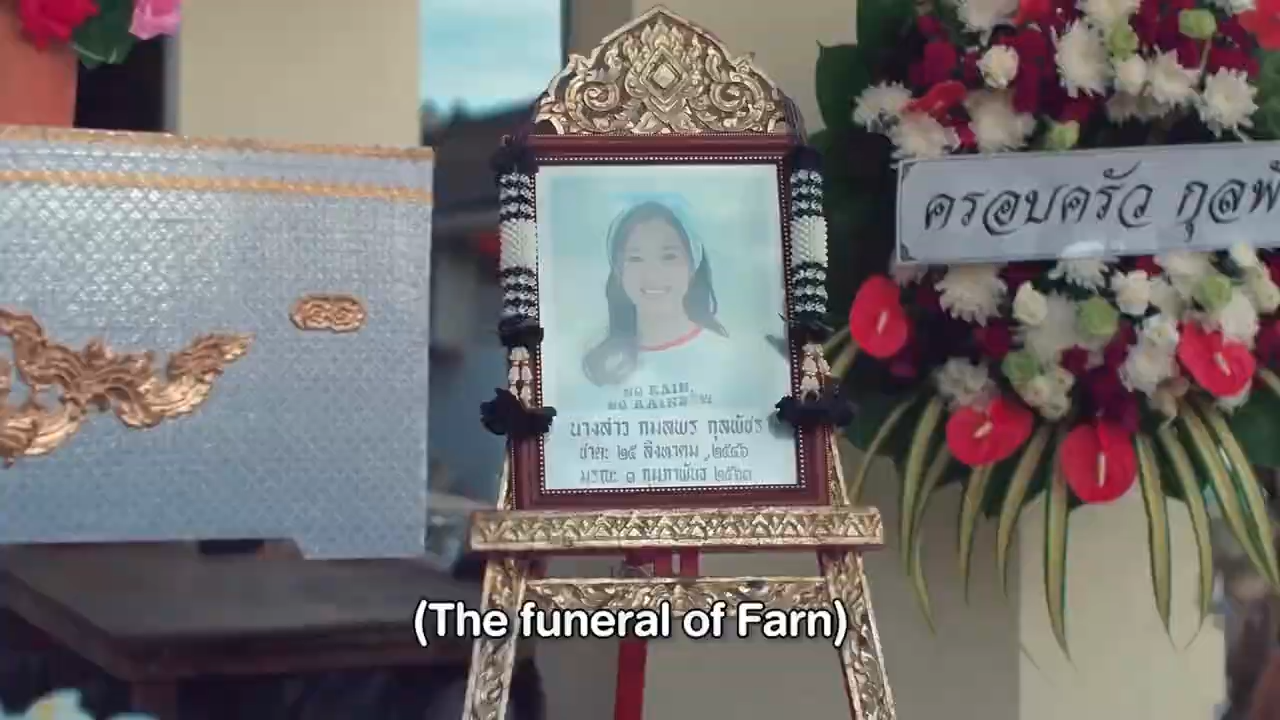 ครอบครัว กุลพั
NO RAIN,
NO RAINBOW
นางสาว กมลพร กุลพัชร
ชาตะ ๒๕ สิงหาคม ๒๕๔๖
มรณะ ๑ กุมภาพันธ์ ๒๕๖๓
(The funeral of Farn)